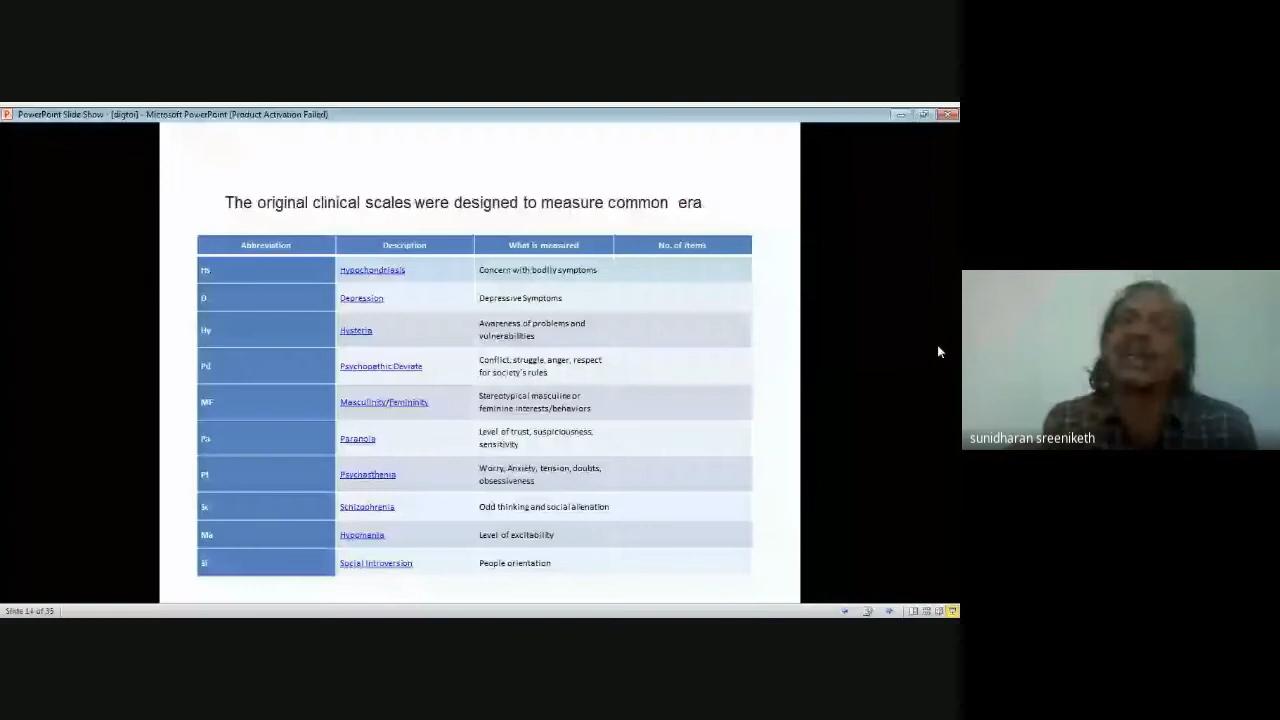 PowerPoint Slide Show - [digtoi] - Microsoft PowerPoint (Product Activation Failed)
The original clinical scales were designed to measure common era
Abbreviation Description What is measured No. of items
Hs Hypochondriasis Concern with bodily symptoms
D Depression Depressive Symptoms
Hy Hysteria Awareness of problems and
vulnerabilities
Pd Psychopathic Deviate Conflict, struggle, anger, respect
for society's rules
MF Masculinity/Femininity Stereotypical masculine or
feminine interests/behaviors
Pa Paranoia Level of trust, suspiciousness,
sensitivity
Pt Psychasthenia Worry, Anxiety, tension, doubts,
obsessiveness
Sc Schizophrenia Odd thinking and social alienation
Ma Hypomania Level of excitability
Si Social Introversion People orientation
Slide 14 of 35
sunidharan sreeniketh